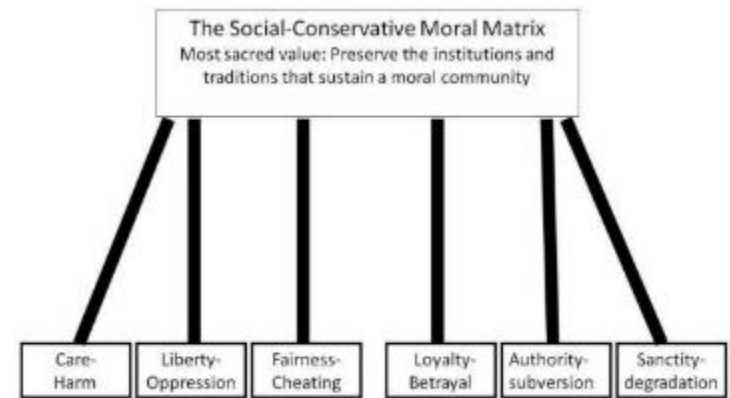 The Social-Conservative Moral Matrix
Most sacred value: Preserve the institutions and
traditions that sustain a moral community
Care-
Harm
Liberty-
Oppression
Fairness-
Cheating
Loyalty-
Betrayal
Authority-
subversion
Sanctity-
degradation